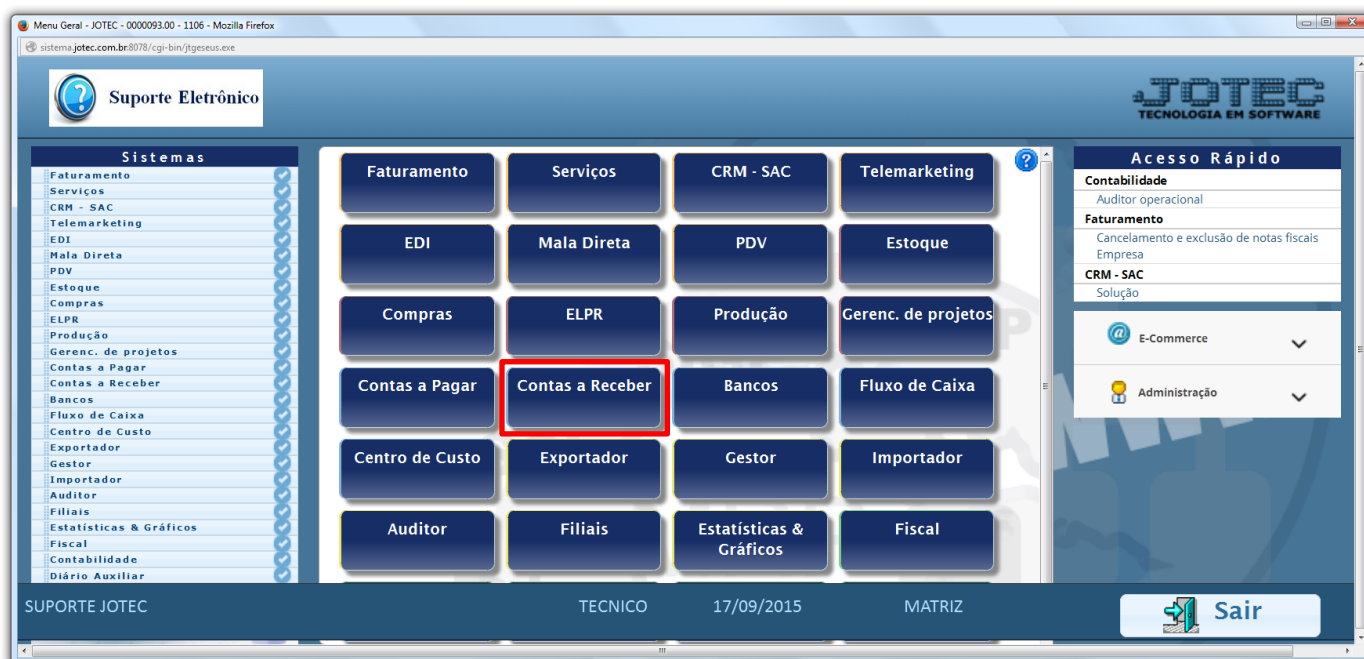 Menu Geral - JOTEC - 0000093.00 - 1106 - Mozilla Firefox
sistema.jotec.com.br:8078/cgi-bin/jtgeseus.exe
Suporte Eletrônico
JOTEC
TECNOLOGIA EM SOFTWARE
Sistemas
Faturamento
Serviços
CRM - SAC
Telemarketing
EDI
Mala Direta
PDV
Estoque
Compras
ELPR
Produção
Gerenc. de projetos
Contas a Pagar
Contas a Receber
Bancos
Fluxo de Caixa
Centro de Custo
Exportador
Gestor
Importador
Auditor
Filiais
Estatísticas & Gráficos
Fiscal
Contabilidade
Diário Auxiliar
Faturamento Serviços CRM - SAC Telemarketing
EDI Mala Direta PDV Estoque
Compras ELPR Produção Gerenc. de projetos
Contas a Pagar Contas a Receber Bancos Fluxo de Caixa
Centro de Custo Exportador Gestor Importador
Auditor Filiais Estatísticas & Fiscal
Gráficos
Acesso Rápido
Contabilidade
Auditor operacional
Faturamento
Cancelamento e exclusão de notas fiscais
Empresa
CRM - SAC
Solução
E-Commerce
Administração
SUPORTE JOTEC TECNICO 17/09/2015 MATRIZ Sair